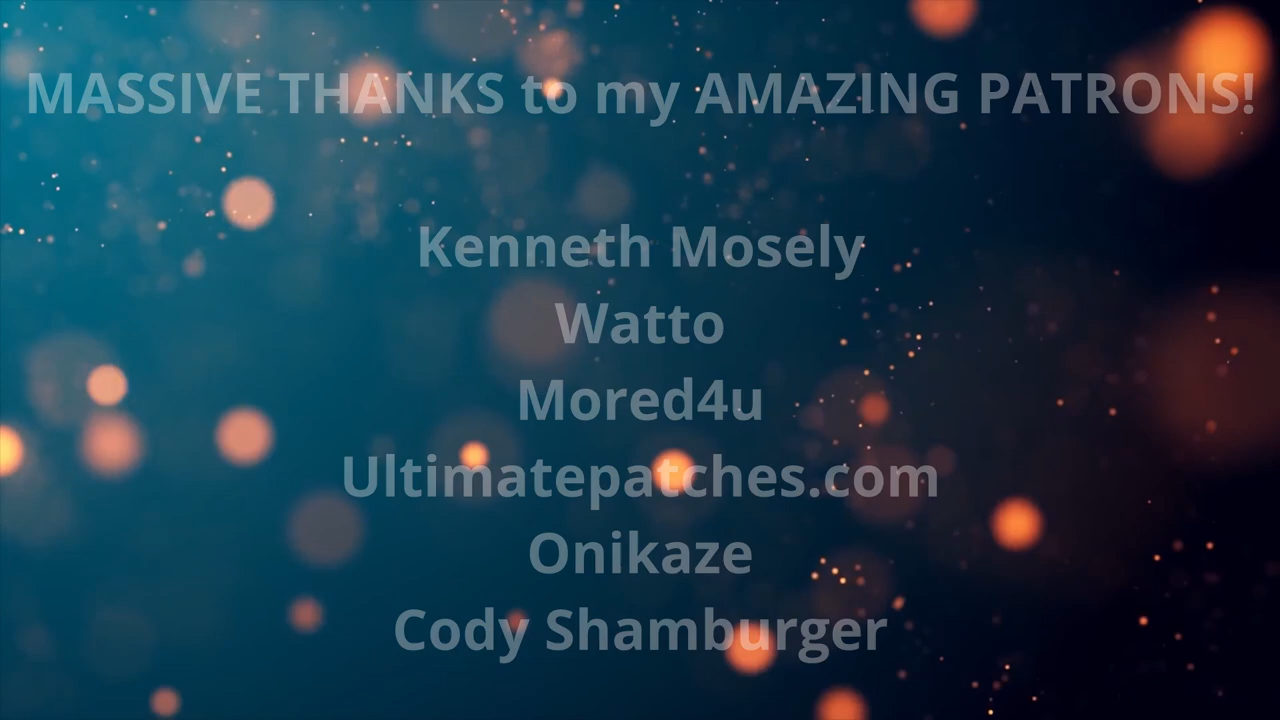 MASSIVE THANKS to my AMAZING PATRONS!
Kenneth Mosely
Watto
Mored4u
Ultimatepatches.com
Onikaze
Cody Shamburger